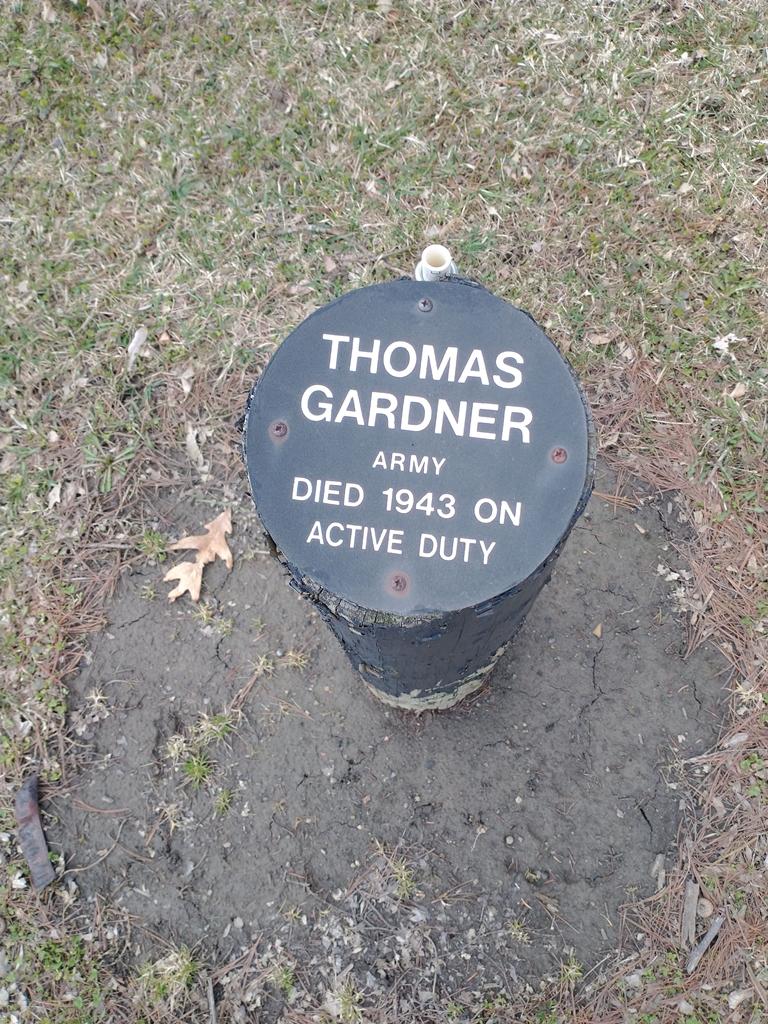 THOMAS
GARDNER
ARMY
DIED 1943 ON
ACTIVE DUTY